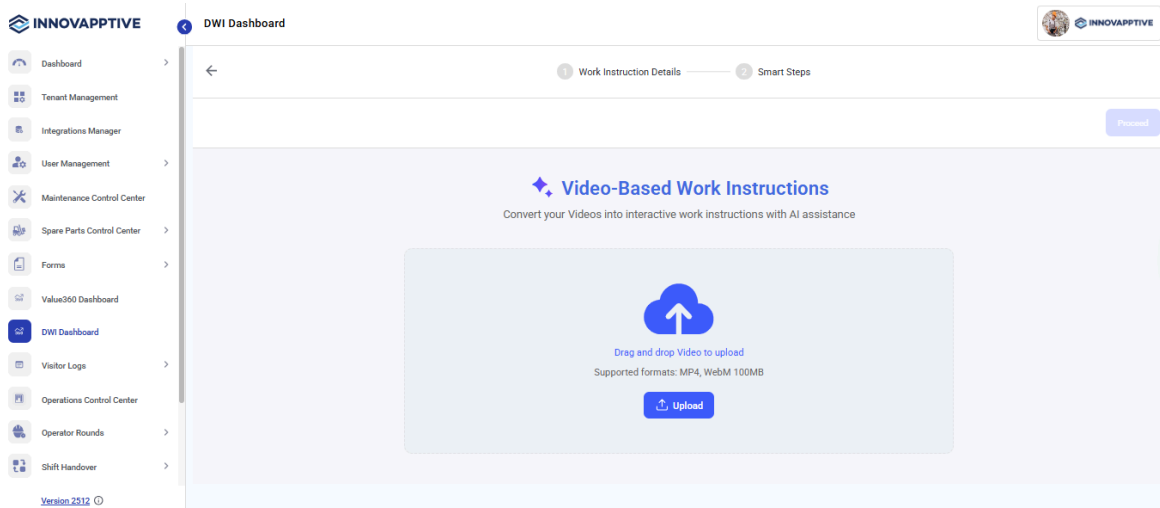 INNOVAPPTIVE
DWI Dashboard
INNOVAPPTIVE
Dashboard
Tenant Management
Integrations Manager
User Management
Maintenance Control Center
Spare Parts Control Center
Forms
Value360 Dashboard
DWI Dashboard
Visitor Logs
Operations Control Center
Operator Rounds
Shift Handover
Version 2512
1 Work Instruction Details
2 Smart Steps
Proceed
Video-Based Work Instructions
Convert your Videos into interactive work instructions with AI assistance
Drag and drop Video to upload
Supported formats: MP4, WebM 100MB
Upload